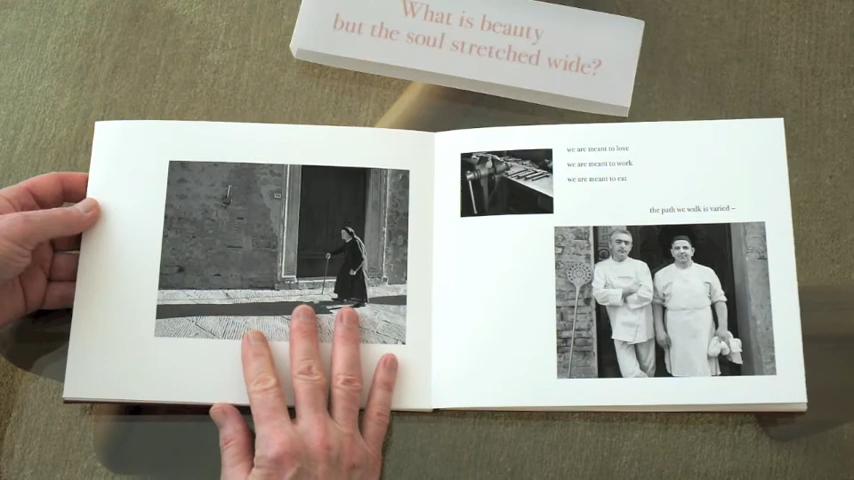 What is beauty
but the soul stretched wide?
we are meant to love
we are meant to work
we are meant to eat
the path we walk is varied –